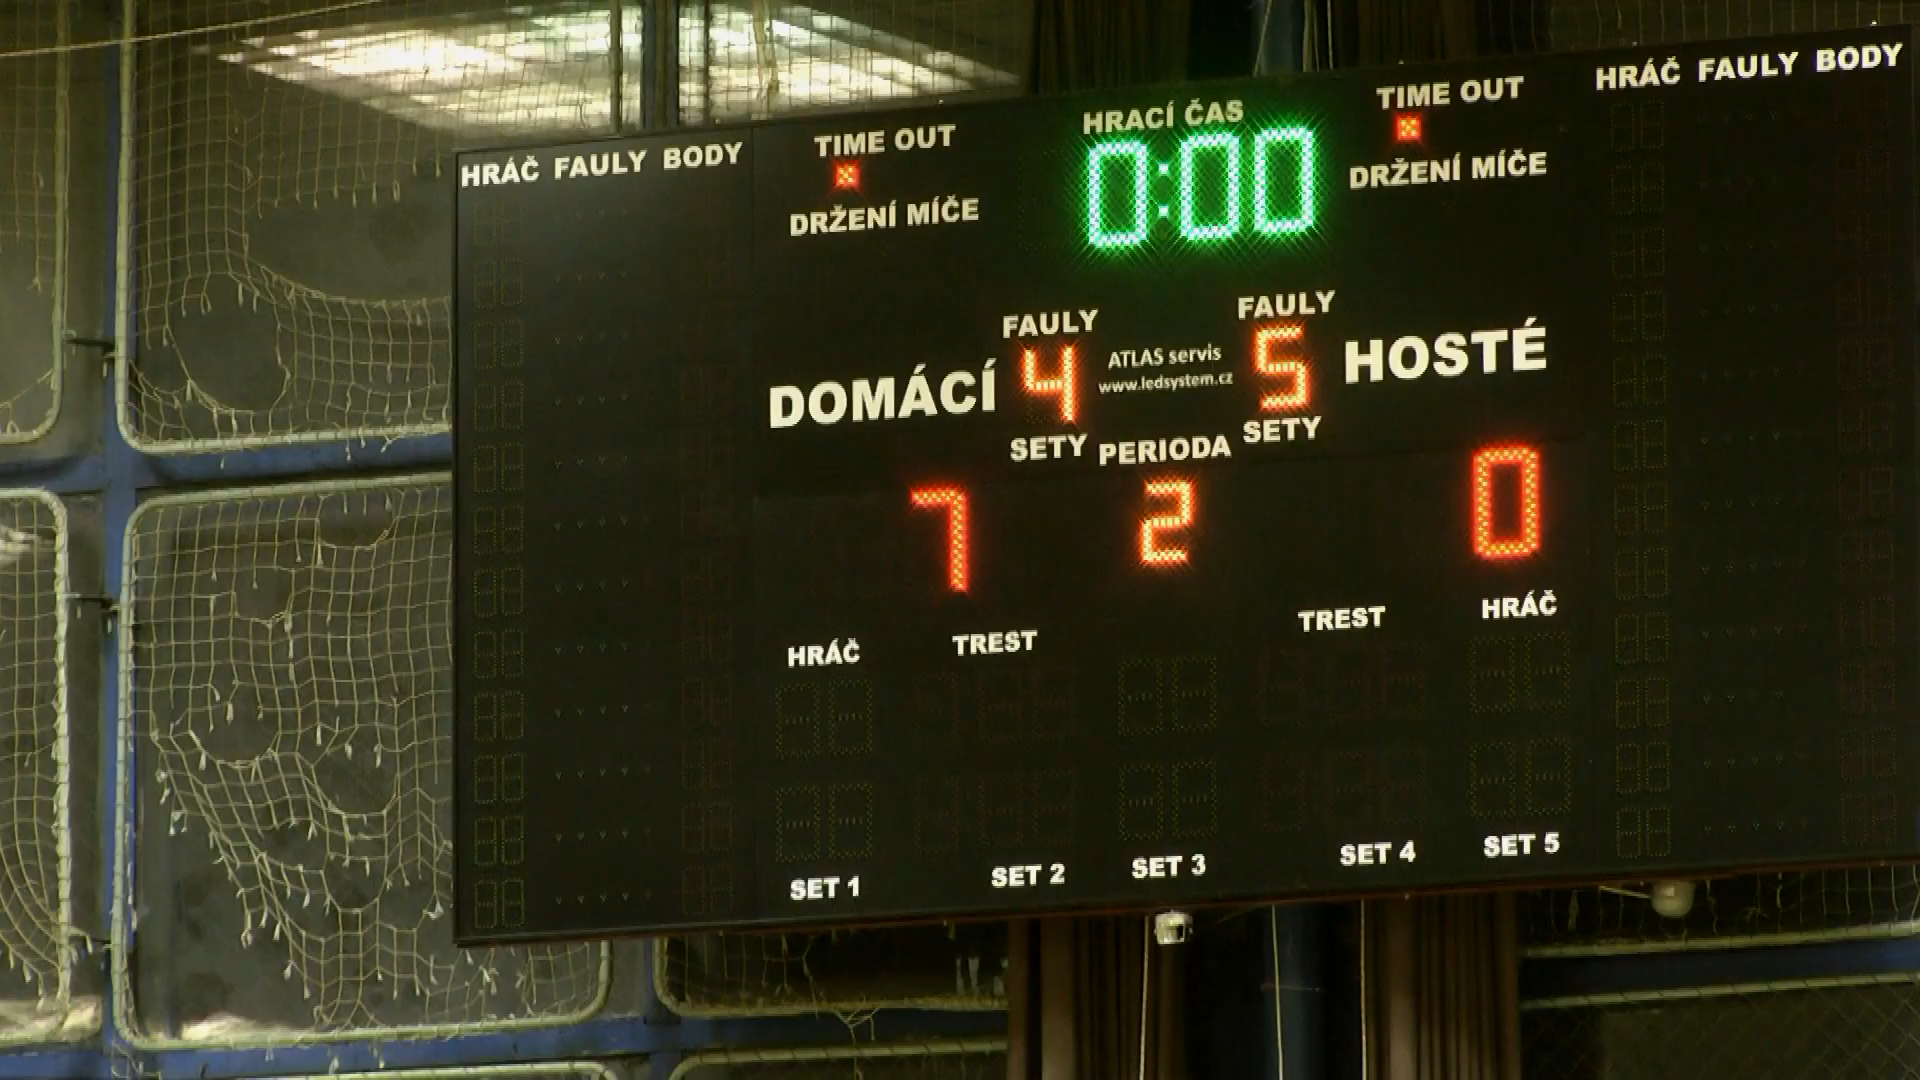 HRÁČ FAULY BODY
TIME OUT
DRŽENÍ MÍČE
HRACÍ ČAS
0:00
TIME OUT
DRŽENÍ MÍČE
HRÁČ FAULY BODY
FAULY
4
ATLAS servis
www.ledsystem.cz
FAULY
5
DOMÁCÍ
HOSTÉ
SETY
PERIODA
SETY
7
2
0
HRÁČ
TREST
TREST
HRÁČ
SET 1
SET 2
SET 3
SET 4
SET 5